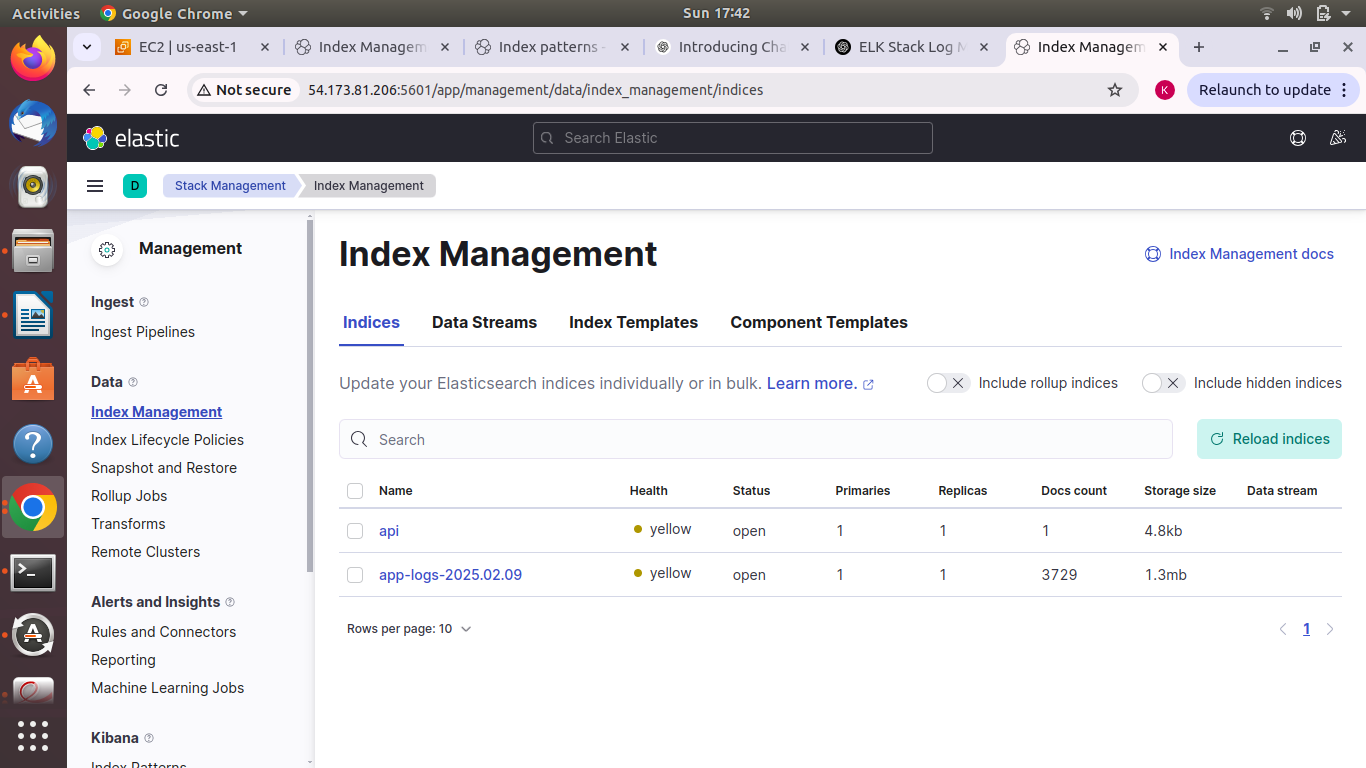 Activities Google Chrome Sun 17:42
EC2 | us-east-1
Index Managem
Index patterns -
Introducing Cha
ELK Stack Log M
Index Managem
Not secure 54.173.81.206:5601/app/management/data/index_management/indices K Relaunch to update
elastic Search Elastic
D Stack Management Index Management
Management
Ingest
Ingest Pipelines
Data
Index Management
Index Lifecycle Policies
Snapshot and Restore
Rollup Jobs
Transforms
Remote Clusters
Alerts and Insights
Rules and Connectors
Reporting
Machine Learning Jobs
Kibana
Index Patterns
Index Management Index Management docs
Indices Data Streams Index Templates Component Templates
Update your Elasticsearch indices individually or in bulk. Learn more. Include rollup indices Include hidden indices
Search Reload indices
Name Health Status Primaries Replicas Docs count Storage size Data stream
api yellow open 1 1 1 4.8kb
app-logs-2025.02.09 yellow open 1 1 3729 1.3mb
Rows per page: 10 1